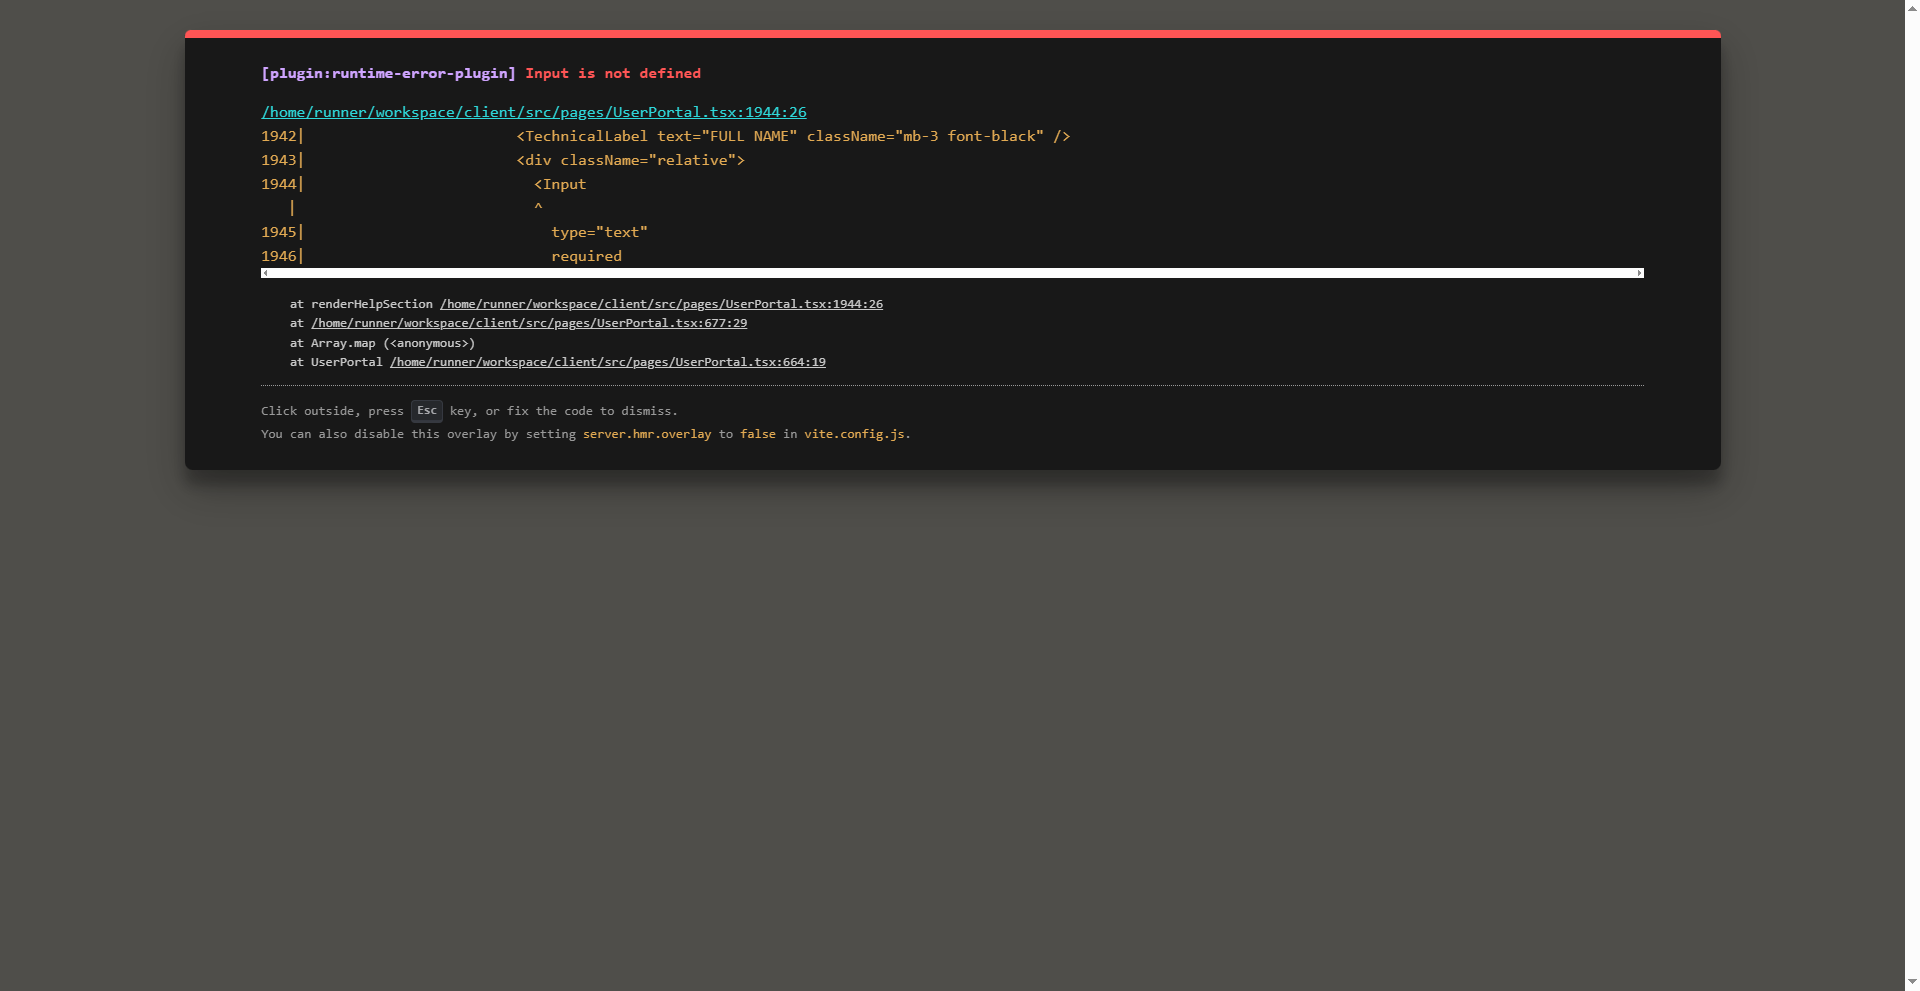 [plugin:runtime-error-plugin] Input is not defined
/home/runner/workspace/client/src/pages/UserPortal.tsx:1944:26
1942|                        <TechnicalLabel text="FULL NAME" className="mb-3 font-black" />
1943|                        <div className="relative">
1944|                          <Input
   |                          ^
1945|                            type="text"
1946|                            required
at renderHelpSection /home/runner/workspace/client/src/pages/UserPortal.tsx:1944:26
at /home/runner/workspace/client/src/pages/UserPortal.tsx:677:29
at Array.map (<anonymous>)
at UserPortal /home/runner/workspace/client/src/pages/UserPortal.tsx:664:19
Click outside, press Esc key, or fix the code to dismiss.
You can also disable this overlay by setting server.hmr.overlay to false in vite.config.js.